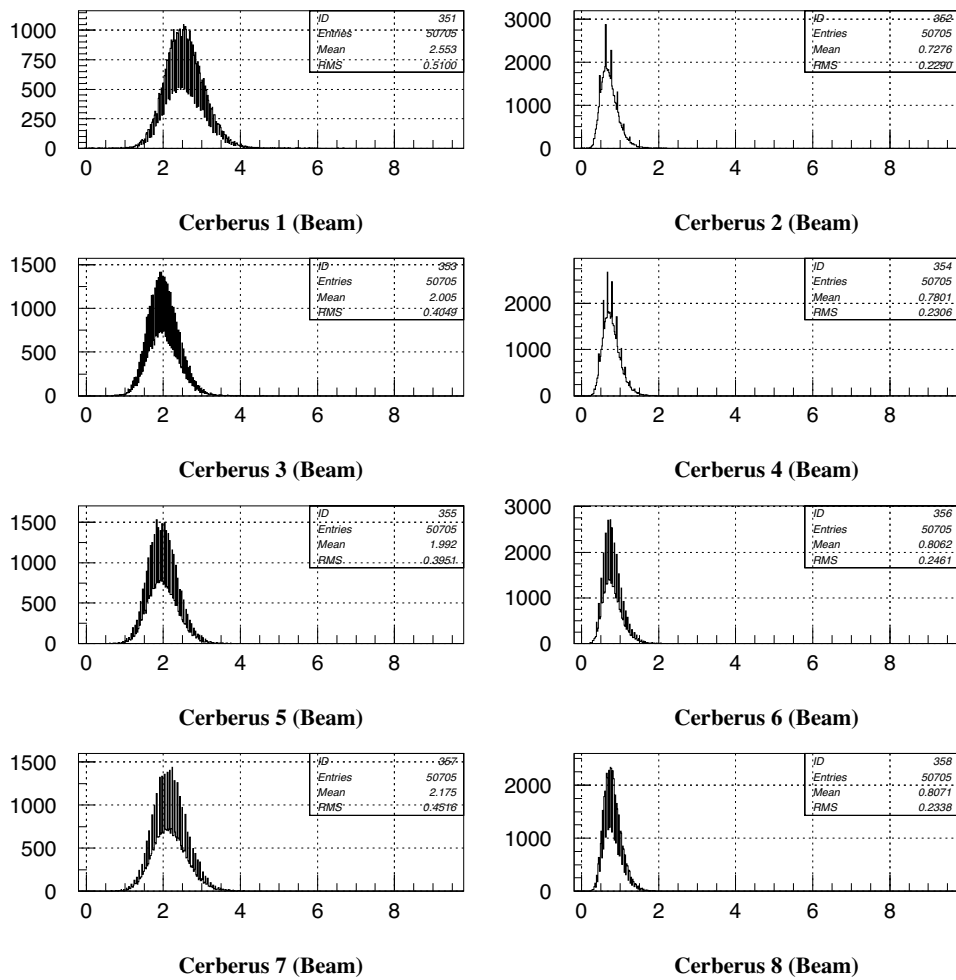 ID 351
Entries 50705
Mean 2.553
RMS 0.5100
1000
750
500
250
0
0 2 4 6 8
Cerberus 1 (Beam)
ID 352
Entries 50705
Mean 0.7276
RMS 0.2290
3000
2000
1000
0
0 2 4 6 8
Cerberus 2 (Beam)
ID 353
Entries 50705
Mean 2.005
RMS 0.4049
1500
1000
500
0
0 2 4 6 8
Cerberus 3 (Beam)
ID 354
Entries 50705
Mean 0.7801
RMS 0.2306
2000
1000
0
0 2 4 6 8
Cerberus 4 (Beam)
ID 355
Entries 50705
Mean 1.992
RMS 0.3951
1500
1000
500
0
0 2 4 6 8
Cerberus 5 (Beam)
ID 356
Entries 50705
Mean 0.8062
RMS 0.2461
3000
2000
1000
0
0 2 4 6 8
Cerberus 6 (Beam)
ID 357
Entries 50705
Mean 2.175
RMS 0.4516
1500
1000
500
0
0 2 4 6 8
Cerberus 7 (Beam)
ID 358
Entries 50705
Mean 0.8071
RMS 0.2338
2000
1000
0
0 2 4 6 8
Cerberus 8 (Beam)